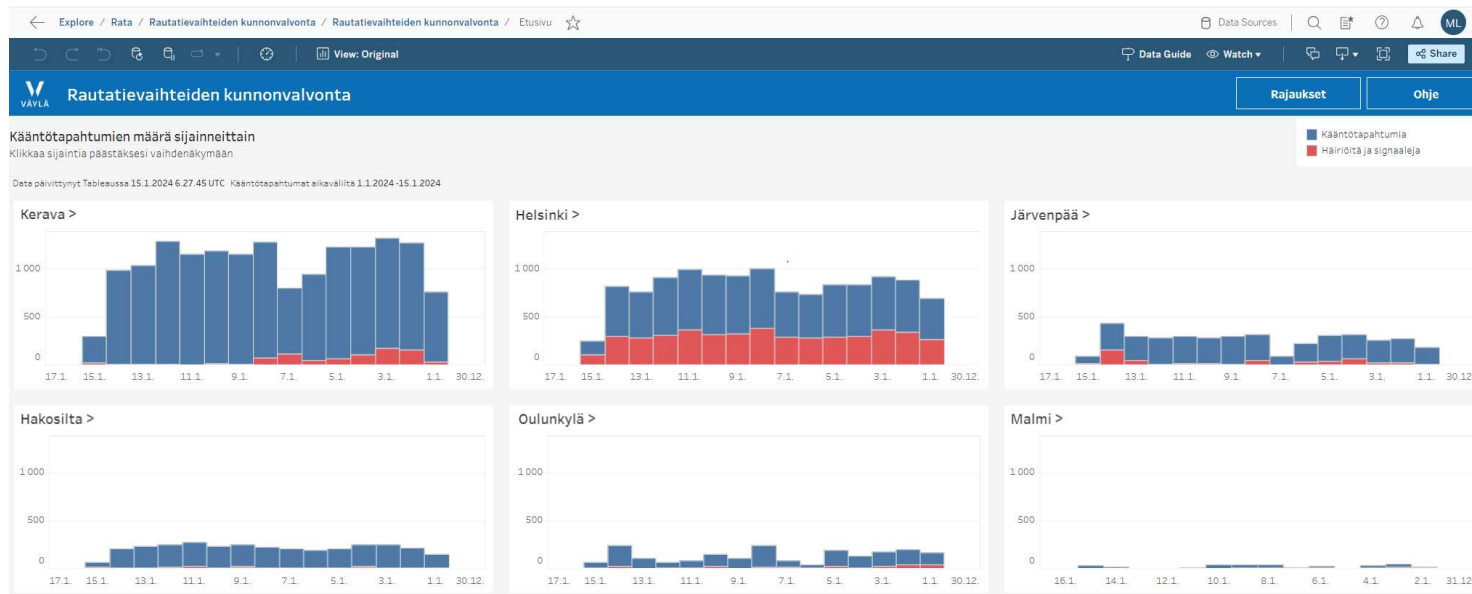 Explore / Rata / Rautatievaihteiden kunnonvalvonta / Rautatievaihteiden kunnonvalvonta / Etusivu
Data Sources
ML
View: Original
Data Guide
Watch
Share
VÄYLÄ
Rautatievaihteiden kunnonvalvonta
Rajaukset
Ohje
Kääntötapahtumien määrä sijainneittain
Klikkaa sijaintia päästäksesi vaihdenäkymään
Kääntötapahtumia
Häiriöitä ja signaaleja
Data päivittynyt Tableaussa 15.1.2024 6.27.45 UTC Kääntötapahtumat aikaväliltä 1.1.2024 -15.1.2024
Kerava >
1 000
500
0
17.1. 15.1. 13.1. 11.1. 9.1. 7.1. 5.1. 3.1. 1.1. 30.12.
Helsinki >
1 000
500
0
17.1. 15.1. 13.1. 11.1. 9.1. 7.1. 5.1. 3.1. 1.1. 30.12.
Järvenpää >
1 000
500
0
17.1. 15.1. 13.1. 11.1. 9.1. 7.1. 5.1. 3.1. 1.1. 30.12
Hakosilta >
1 000
500
0
17.1. 15.1. 13.1. 11.1. 9.1. 7.1. 5.1. 3.1. 1.1. 30.12.
Oulunkylä >
1 000
500
0
17.1. 15.1. 13.1. 11.1. 9.1. 7.1. 5.1. 3.1. 1.1. 30.12.
Malmi >
1 000
500
0
16.1. 14.1. 12.1. 10.1. 8.1. 6.1. 4.1. 2.1. 31.12